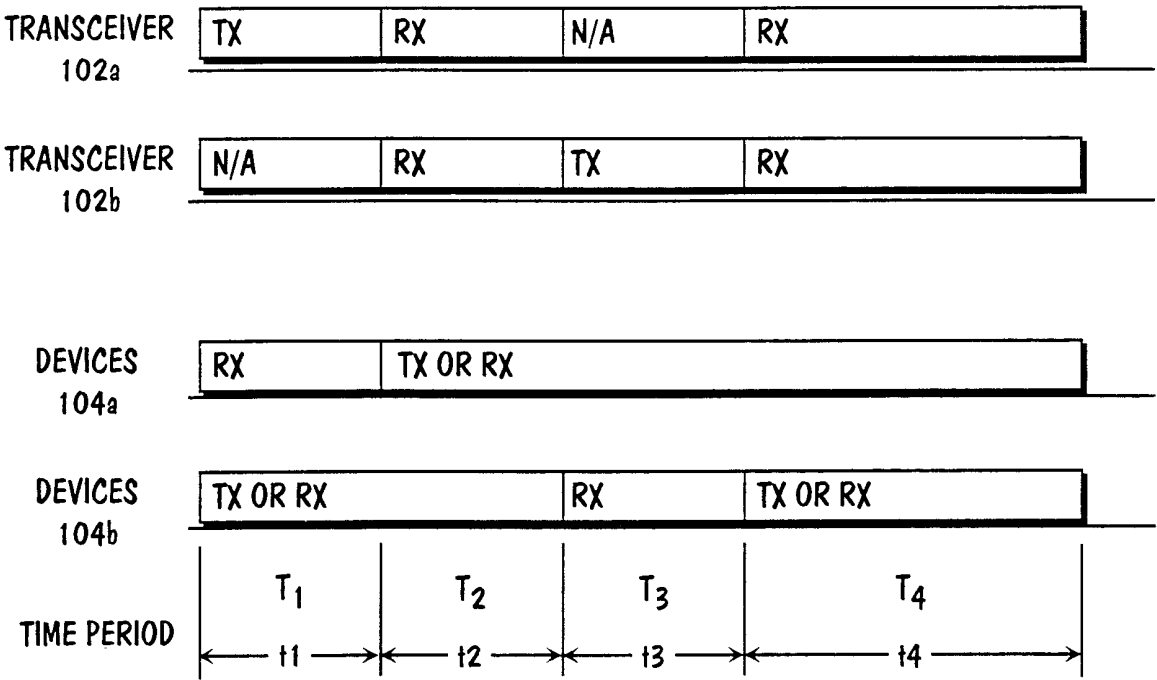 TRANSCEIVER 102a TX RX N/A RX
TRANSCEIVER 102b N/A RX TX RX
DEVICES 104a RX TX OR RX
DEVICES 104b TX OR RX RX TX OR RX
T1 T2 T3 T4
TIME PERIOD t1 t2 t3 t4